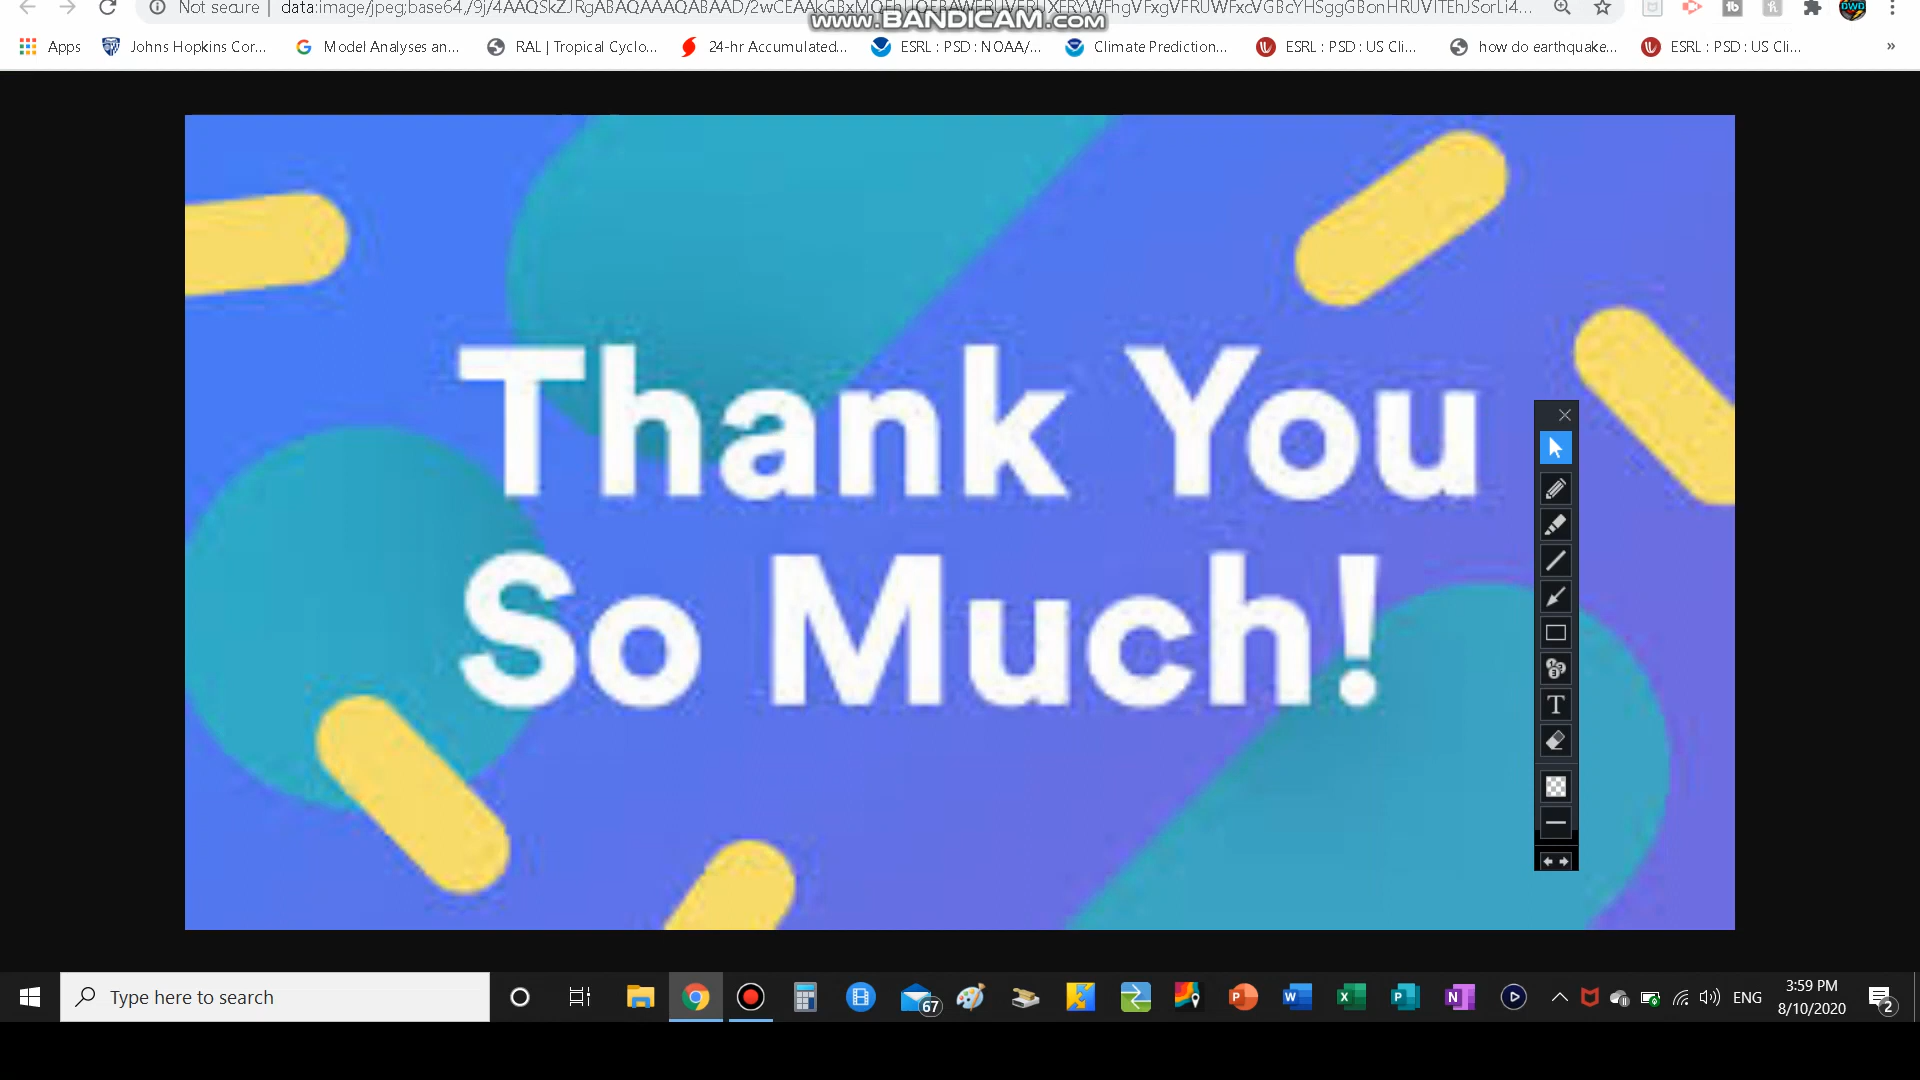 Not secure | data:image/jpeg;base64,/9j/4AAQSkZJRgABAQAAAQABAAD/2wCEAAkGBxMQEhUQEBAWFRUVFRUXFRYWFhgVFxgVFRUWFxcVGBcYHSggGBonHRUVITEhJSorLi4...
www.BANDICAM.com
Apps Johns Hopkins Cor... Model Analyses an... RAL | Tropical Cyclo... 24-hr Accumulated... ESRL : PSD : NOAA/... Climate Prediction... ESRL : PSD : US Cli... how do earthquake... ESRL : PSD : US Cli... »
Thank You
So Much!
Type here to search
67
ENG
3:59 PM
8/10/2020
2